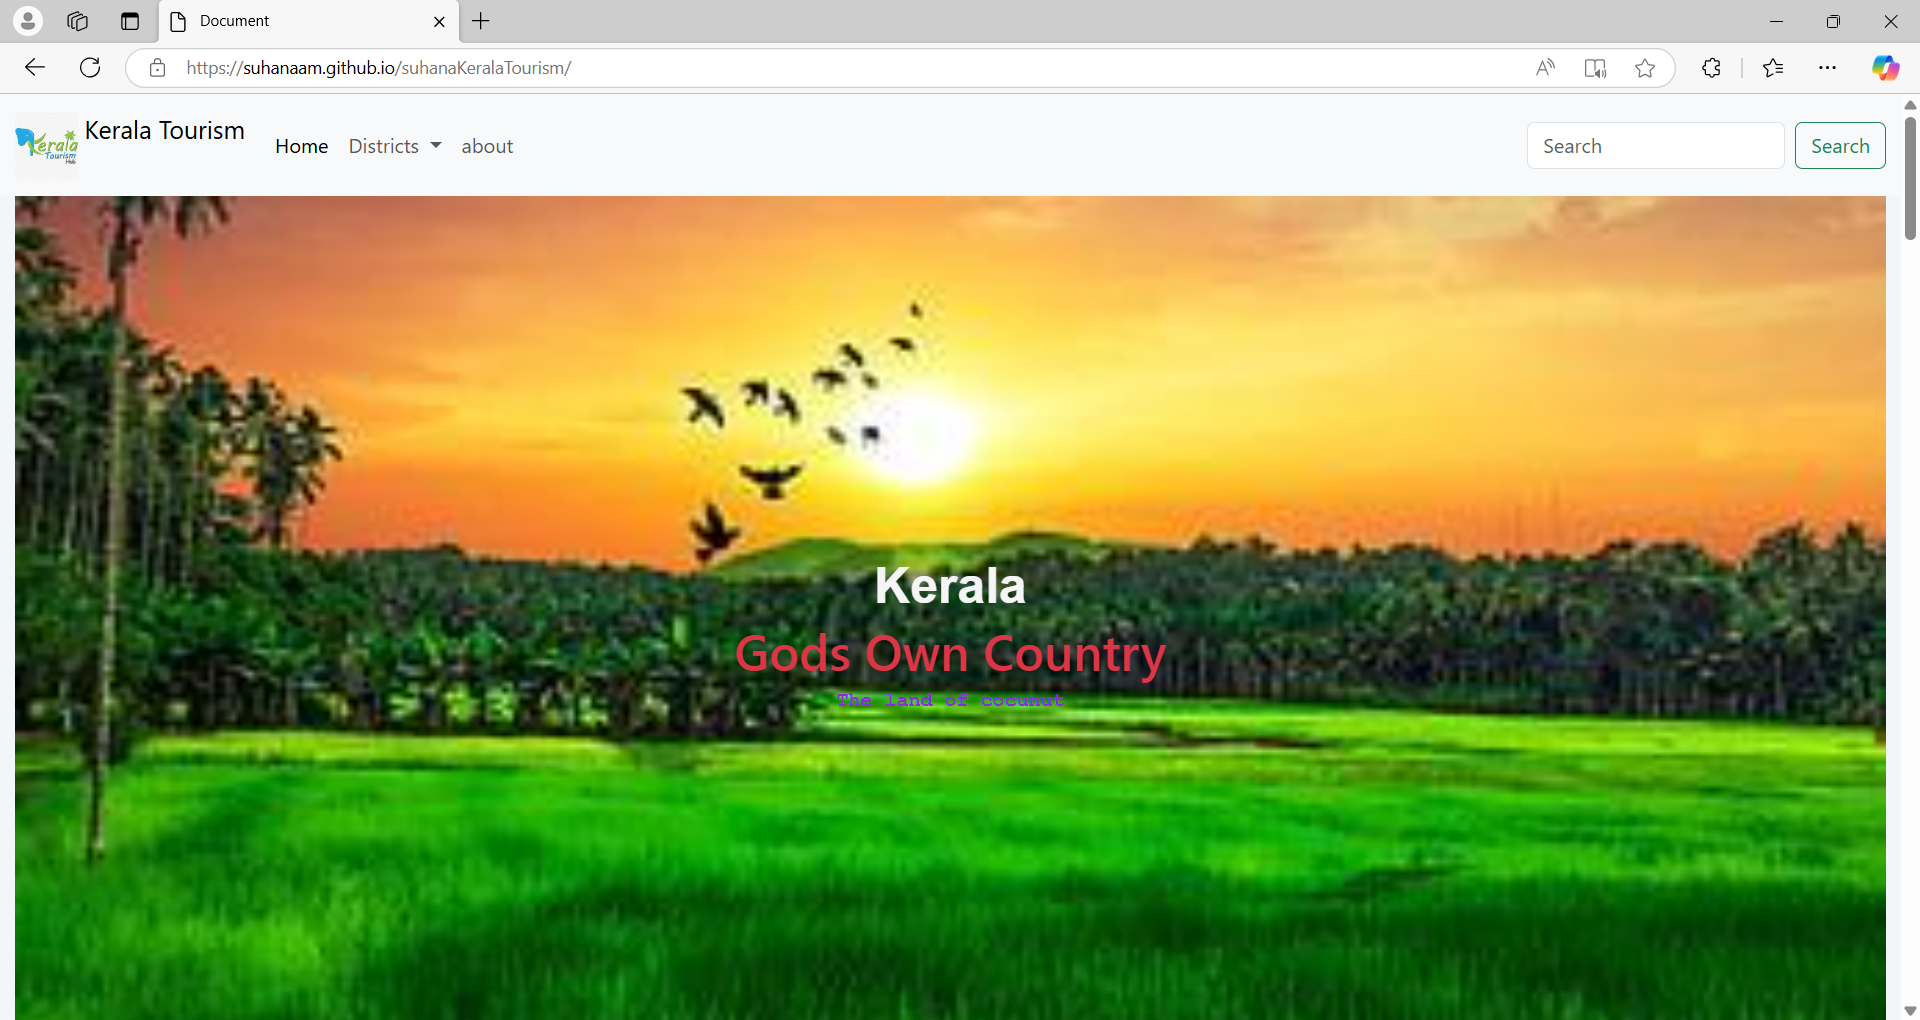 Document
https://suhanaam.github.io/suhanaKeralaTourism/
Kerala
Tourism
Hub
Kerala Tourism
Home
Districts
about
Search
Search
Kerala
Gods Own Country
The land of cocunut